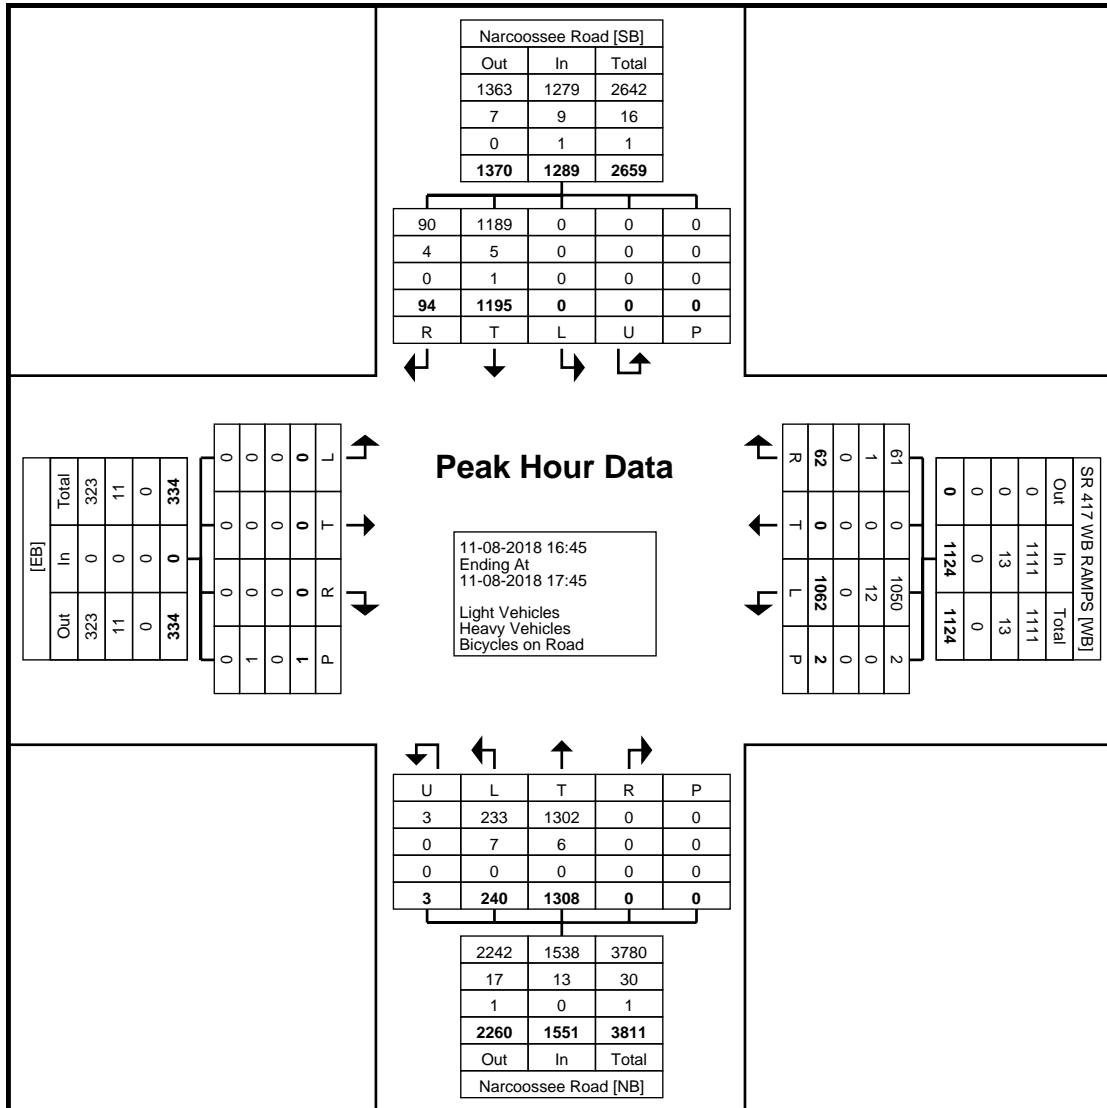 Narcoossee Road [SB]
Out In Total
1363 1279 2642
7 9 16
0 1 1
1370 1289 2659
90 1189 0 0 0
4 5 0 0 0
0 1 0 0 0
94 1195 0 0 0
R T L U P
[EB]
Out In Total
323 0 323
11 0 11
0 0 0
334 0 334
0 0 0 0
1 0 0 0
0 0 0 0
1 0 0 0
P R T L
Peak Hour Data
11-08-2018 16:45
Ending At
11-08-2018 17:45
Light Vehicles
Heavy Vehicles
Bicycles on Road
SR 417 WB RAMPS [WB]
Out In Total
0 1111 1111
0 13 13
0 0 0
0 1124 1124
61 0 1050 2
1 0 12 0
0 0 0 0
62 0 1062 2
R T L P
U L T R P
3 233 1302 0 0
0 7 6 0 0
0 0 0 0 0
3 240 1308 0 0
2242 1538 3780
17 13 30
1 0 1
2260 1551 3811
Out In Total
Narcoossee Road [NB]